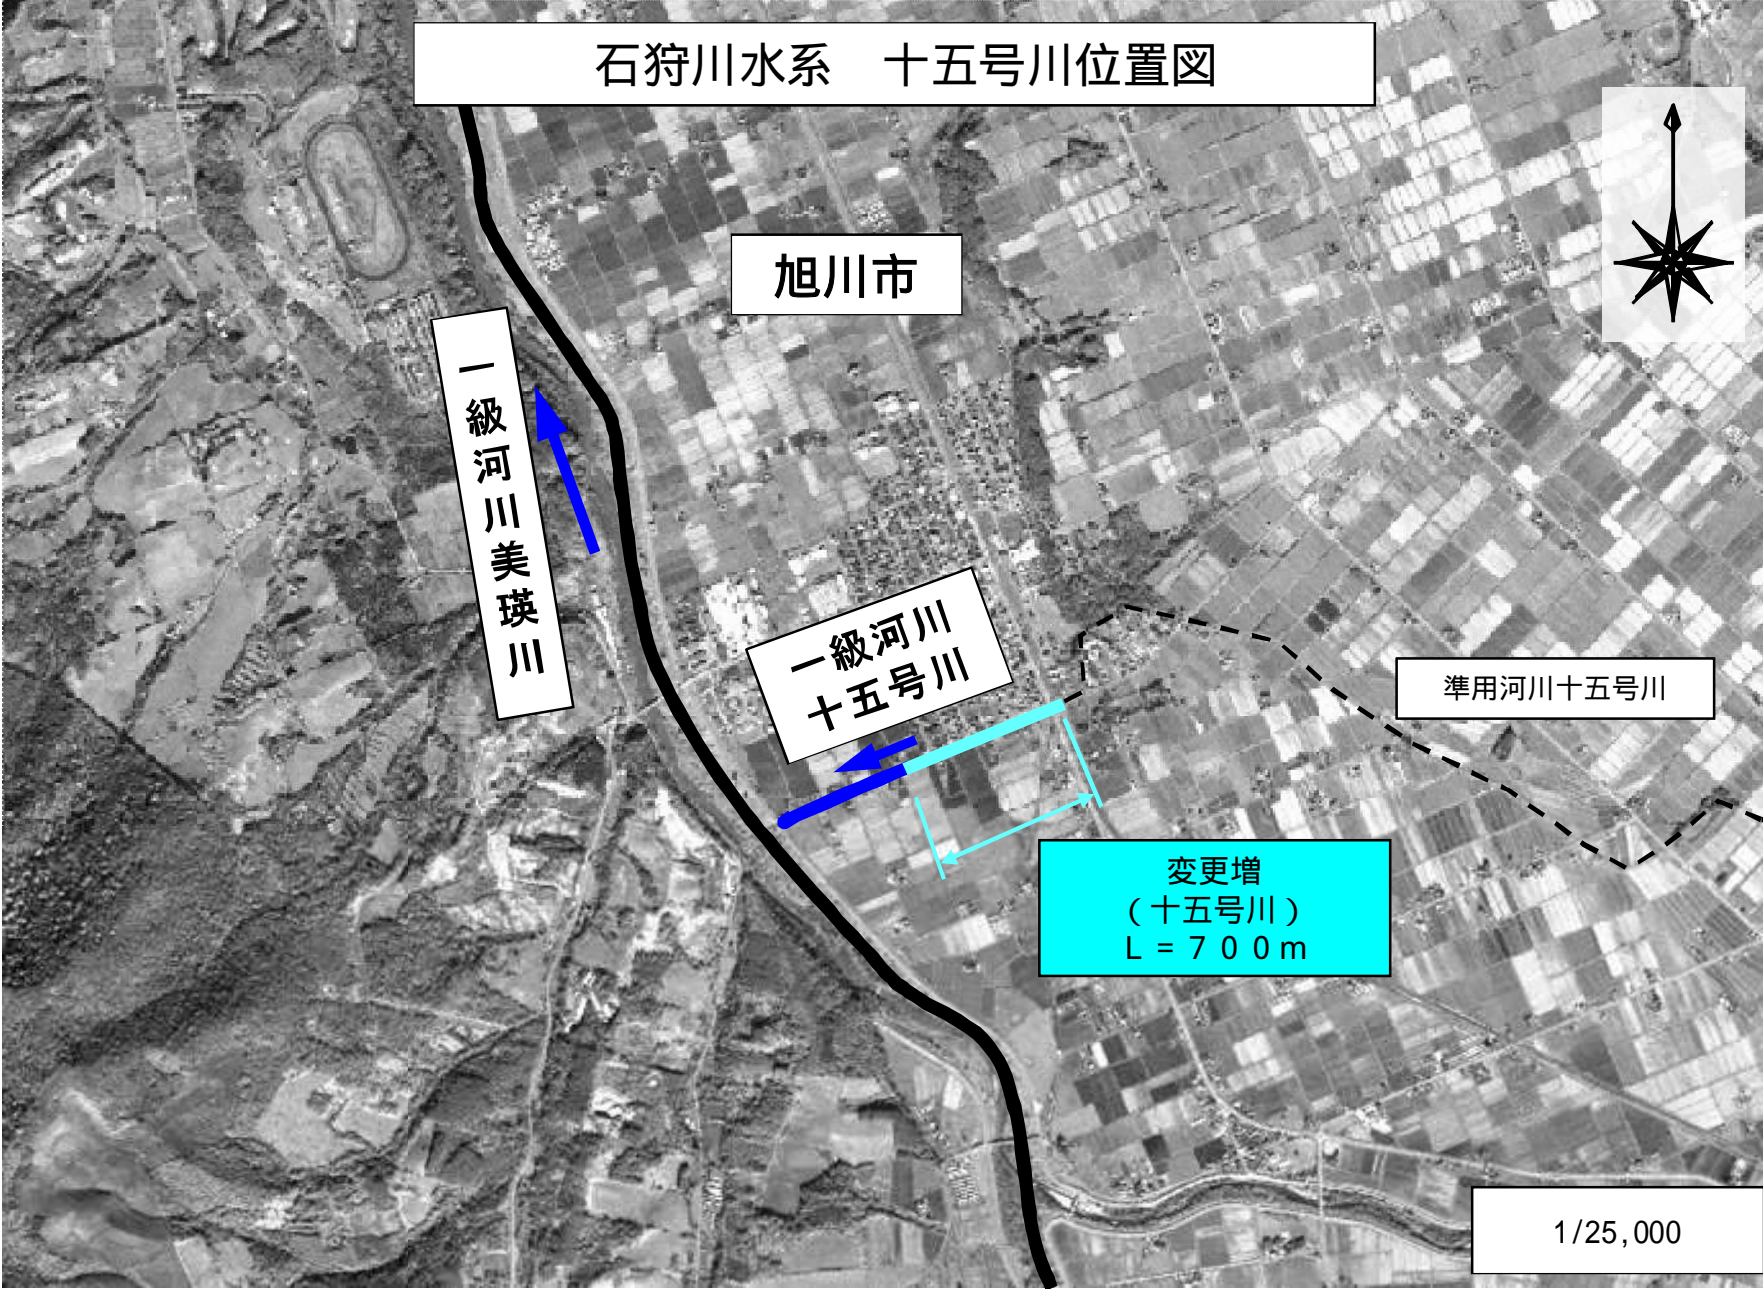 石狩川水系　十五号川位置図
旭川市
一級河川美瑛川
一級河川
十五号川
準用河川十五号川
変更増
（十五号川）
Ｌ＝７００ｍ
1/25,000